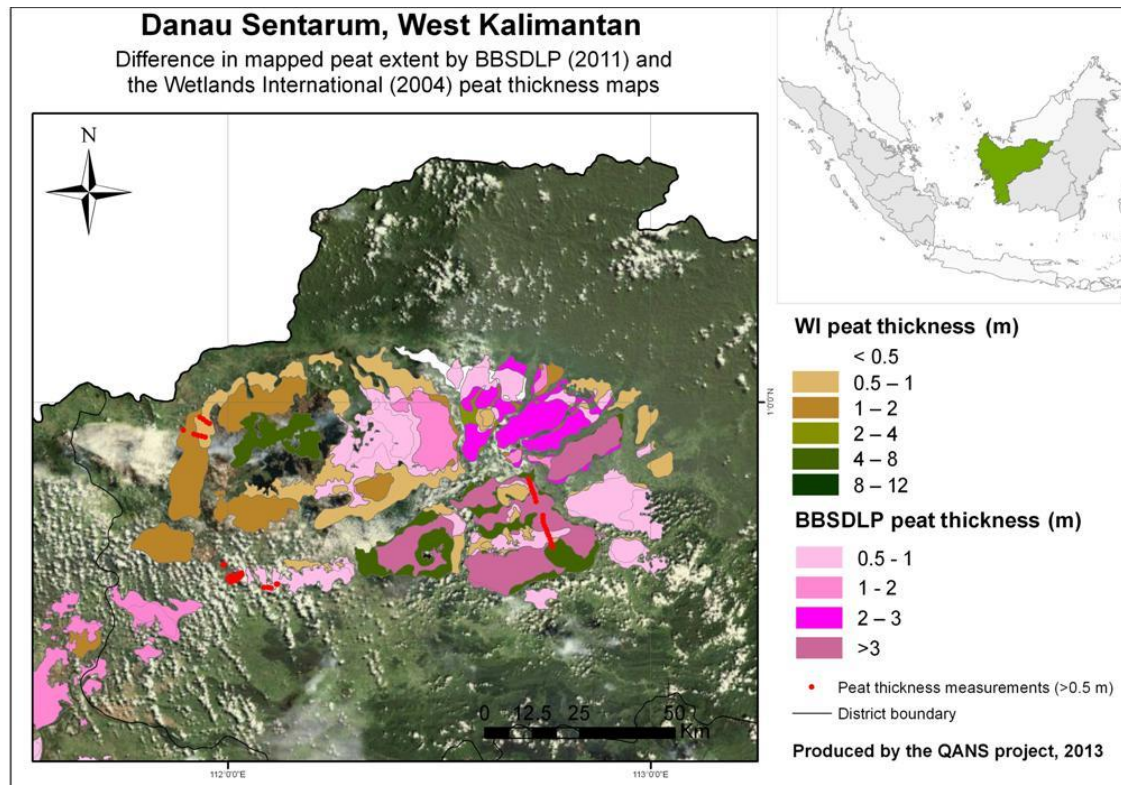 Danau Sentarum, West Kalimantan
Difference in mapped peat extent by BBSDLP (2011) and
the Wetlands International (2004) peat thickness maps
N
1°0'0"N
0 12.5 25 50
Km
112°0'0"E
113°0'0"E
WI peat thickness (m)
< 0.5
0.5 – 1
1 – 2
2 – 4
4 – 8
8 – 12
BBSDLP peat thickness (m)
0.5 - 1
1 - 2
2 – 3
>3
Peat thickness measurements (>0.5 m)
District boundary
Produced by the QANS project, 2013